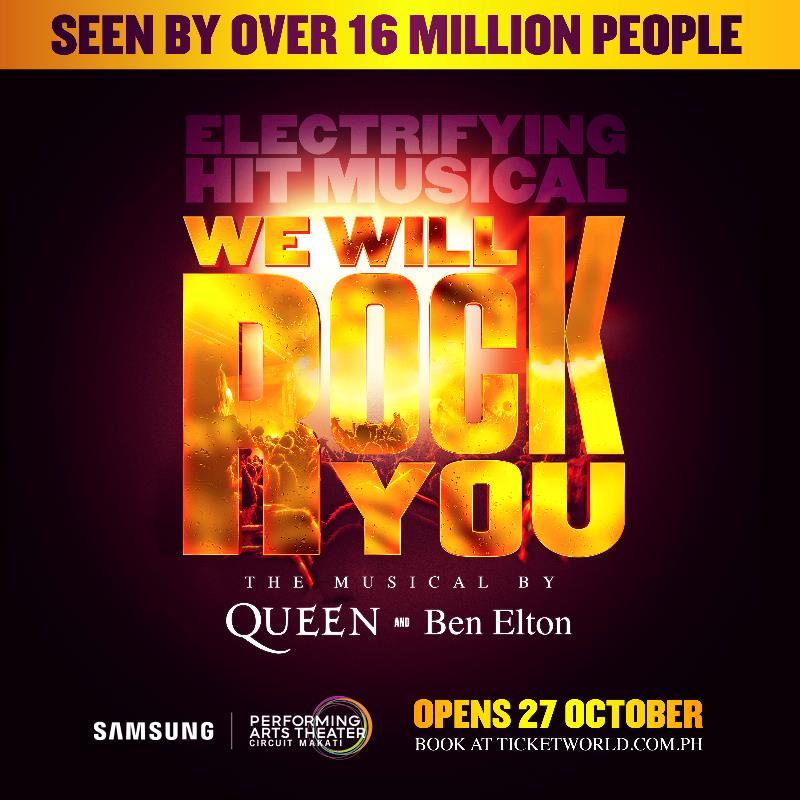 SEEN BY OVER 16 MILLION PEOPLE
ELECTRIFYING
HIT MUSICAL
WE WILL
ROCK
YOU
THE MUSICAL BY
QUEEN AND Ben Elton
SAMSUNG
PERFORMING
ARTS THEATER
CIRCUIT MAKATI
OPENS 27 OCTOBER
BOOK AT TICKETWORLD.COM.PH